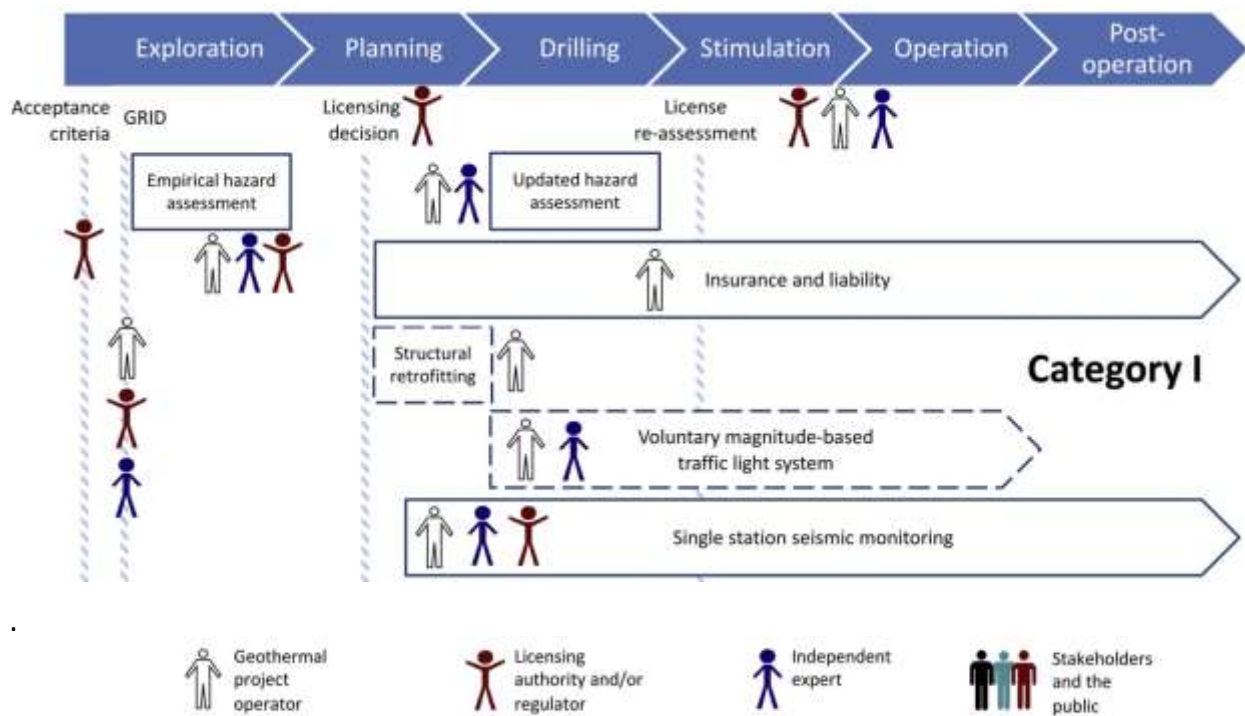 Exploration
Planning
Drilling
Stimulation
Operation
Post-
operation
Acceptance
criteria
GRID
Licensing
decision
License
re-assessment
Empirical hazard
assessment
Updated hazard
assessment
Insurance and liability
Structural
retrofitting
Category I
Voluntary magnitude-based
traffic light system
Single station seismic monitoring
.
Geothermal
project
operator
Licensing
authority and/or
regulator
Independent
expert
Stakeholders
and the
public